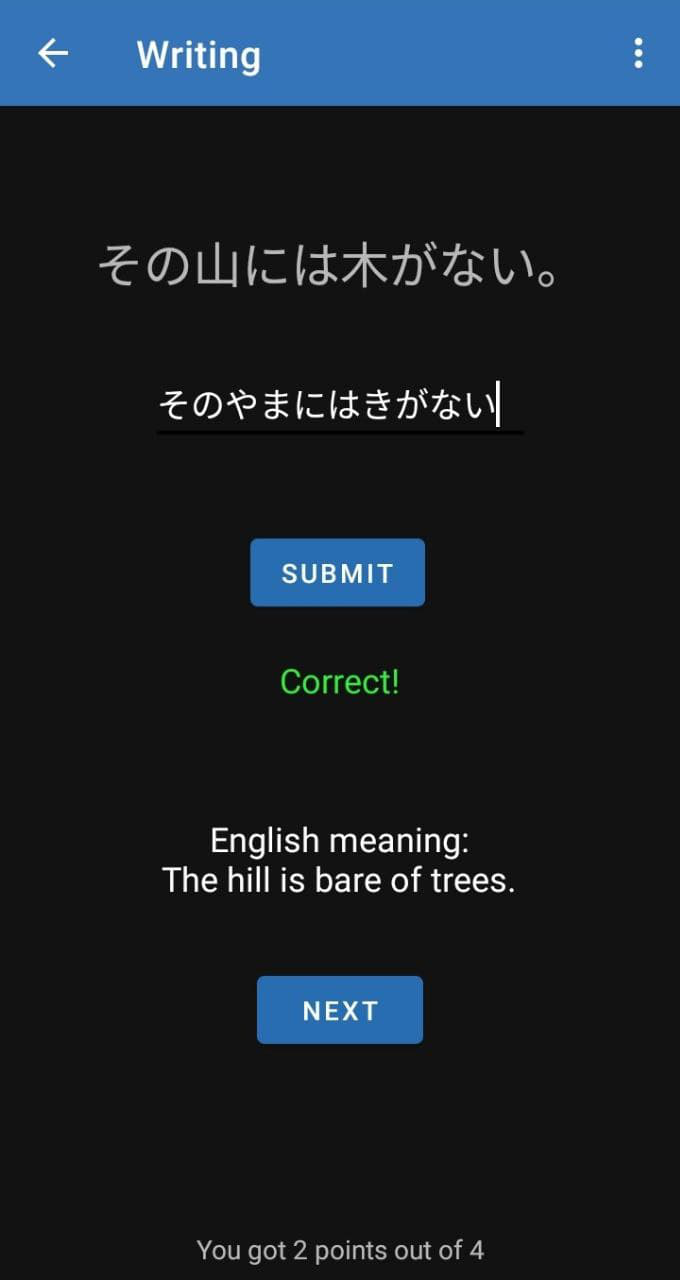 Writing
その山には木がない。
そのやまにはきがない
SUBMIT
Correct!
English meaning:
The hill is bare of trees.
NEXT
You got 2 points out of 4